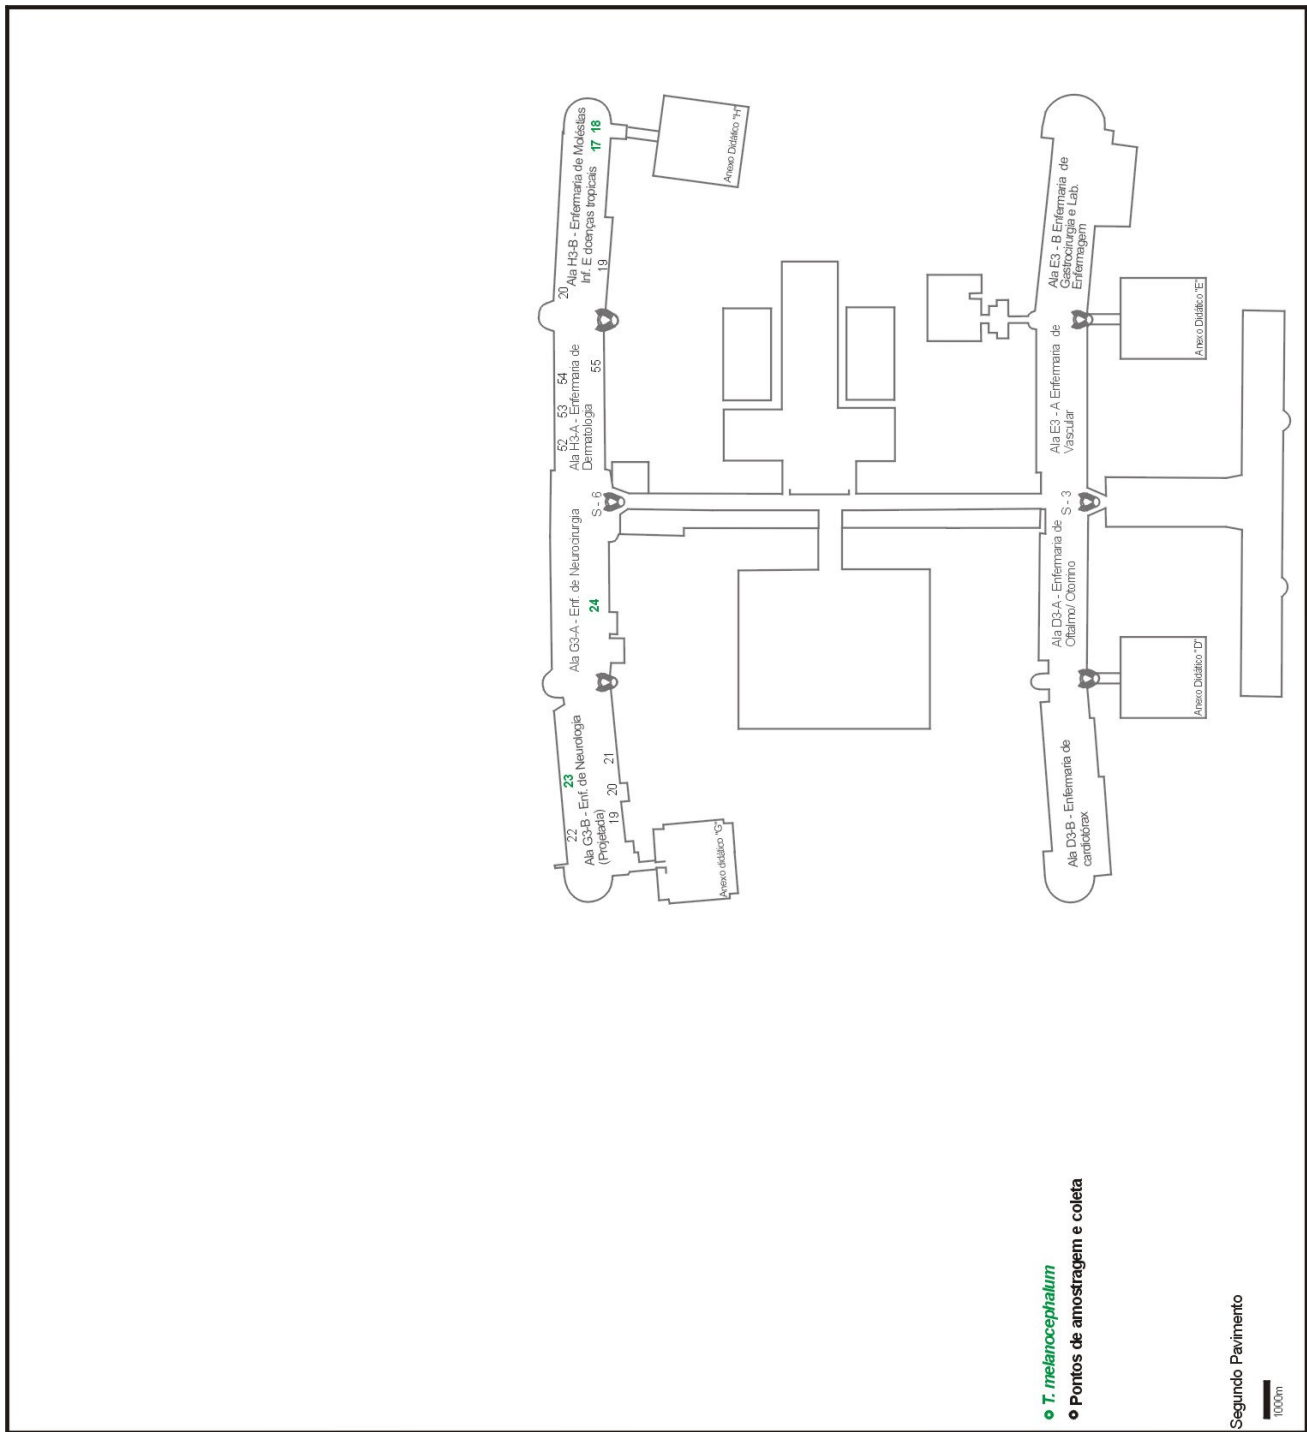 Ala H3-B - Enfermaria de Moléstias
Inf. E doenças tropicais
17 18
19
20
Anexo Didático "H"
Ala H3-A - Enfermaria de
Dermatologia
52 53 54
55
S - 6
Ala G3-A - Enf. de Neurocirurgia
24
Ala G3-B - Enf. de Neurologia
(Projetada)
22 23
19 20 21
Anexo didático "G"
Ala E3 - B Enfermaria de
Gastrocirurgia e Lab.
Enfermagem
Anexo Didático "E"
Ala E3 - A Enfermaria de
Vascular
S - 3
Ala D3-A - Enfermaria de
Oftalmo/ Otorrino
Anexo Didático "D"
Ala D3-B - Enfermaria de
cardiotórax
T. melanocephalum
Pontos de amostragem e coleta
Segundo Pavimento
1000m